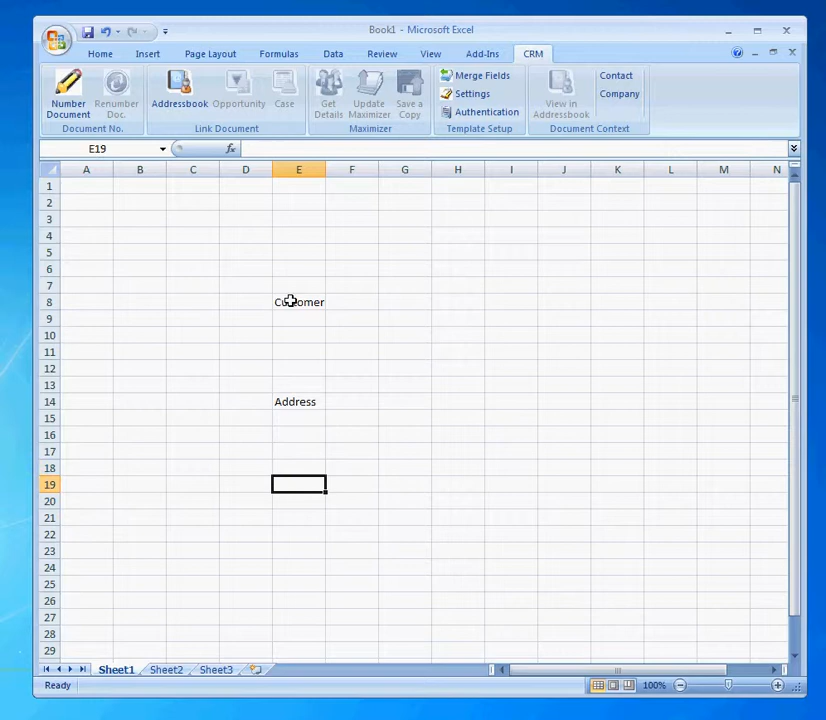 Book1 - Microsoft Excel
Home Insert Page Layout Formulas Data Review View Add-Ins CRM
Number Document
Renumber Doc.
Document No.
Addressbook Opportunity Case
Link Document
Get Details
Update Maximizer
Save a Copy
Maximizer
Merge Fields
Settings
Authentication
Template Setup
View in Addressbook
Contact
Company
Document Context
E19 fx
A B C D E F G H I J K L M N
1
2
3
4
5
6
7
8 Customer
9
10
11
12
13
14 Address
15
16
17
18
19
20
21
22
23
24
25
26
27
28
29
Sheet1 Sheet2 Sheet3
Ready 100%